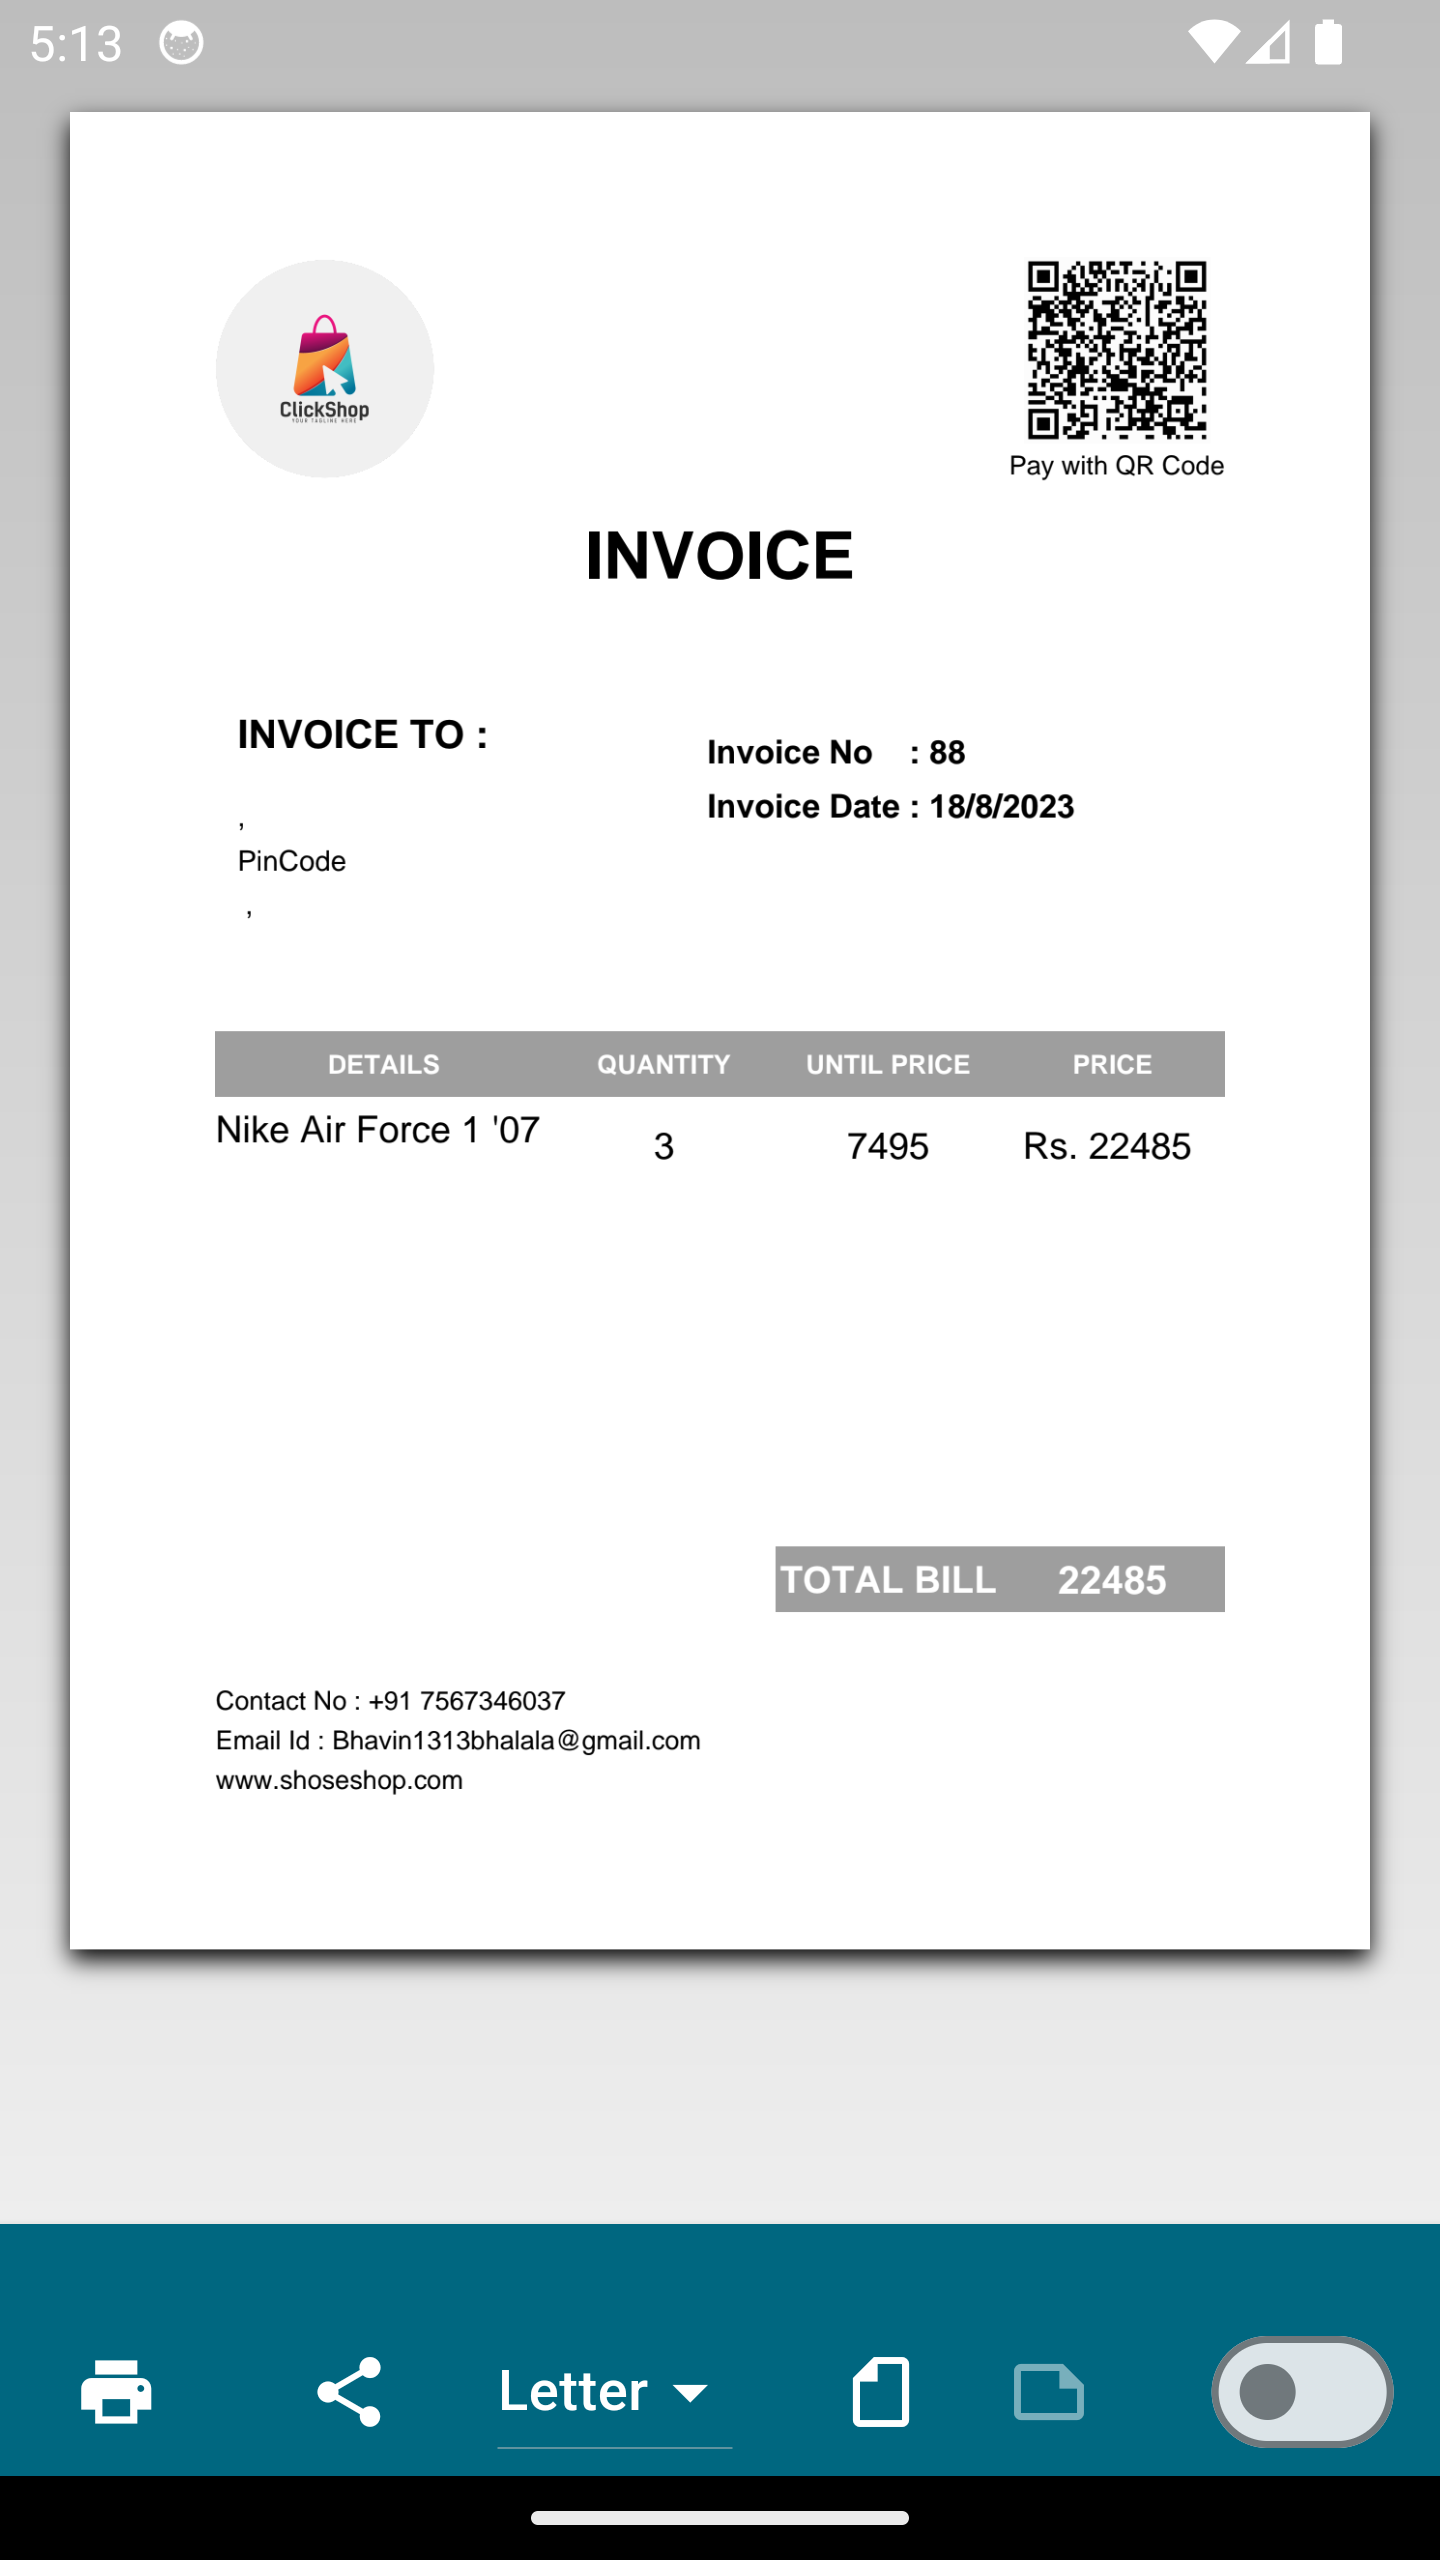 5:13
ClickShop
YOUR TAGLINE HERE
Pay with QR Code
INVOICE
INVOICE TO :
Invoice No : 88
Invoice Date : 18/8/2023
,
PinCode
,
DETAILS QUANTITY UNTIL PRICE PRICE
Nike Air Force 1 '07 3 7495 Rs. 22485
TOTAL BILL 22485
Contact No : +91 7567346037
Email Id : Bhavin1313bhalala@gmail.com
www.shoseshop.com
Letter